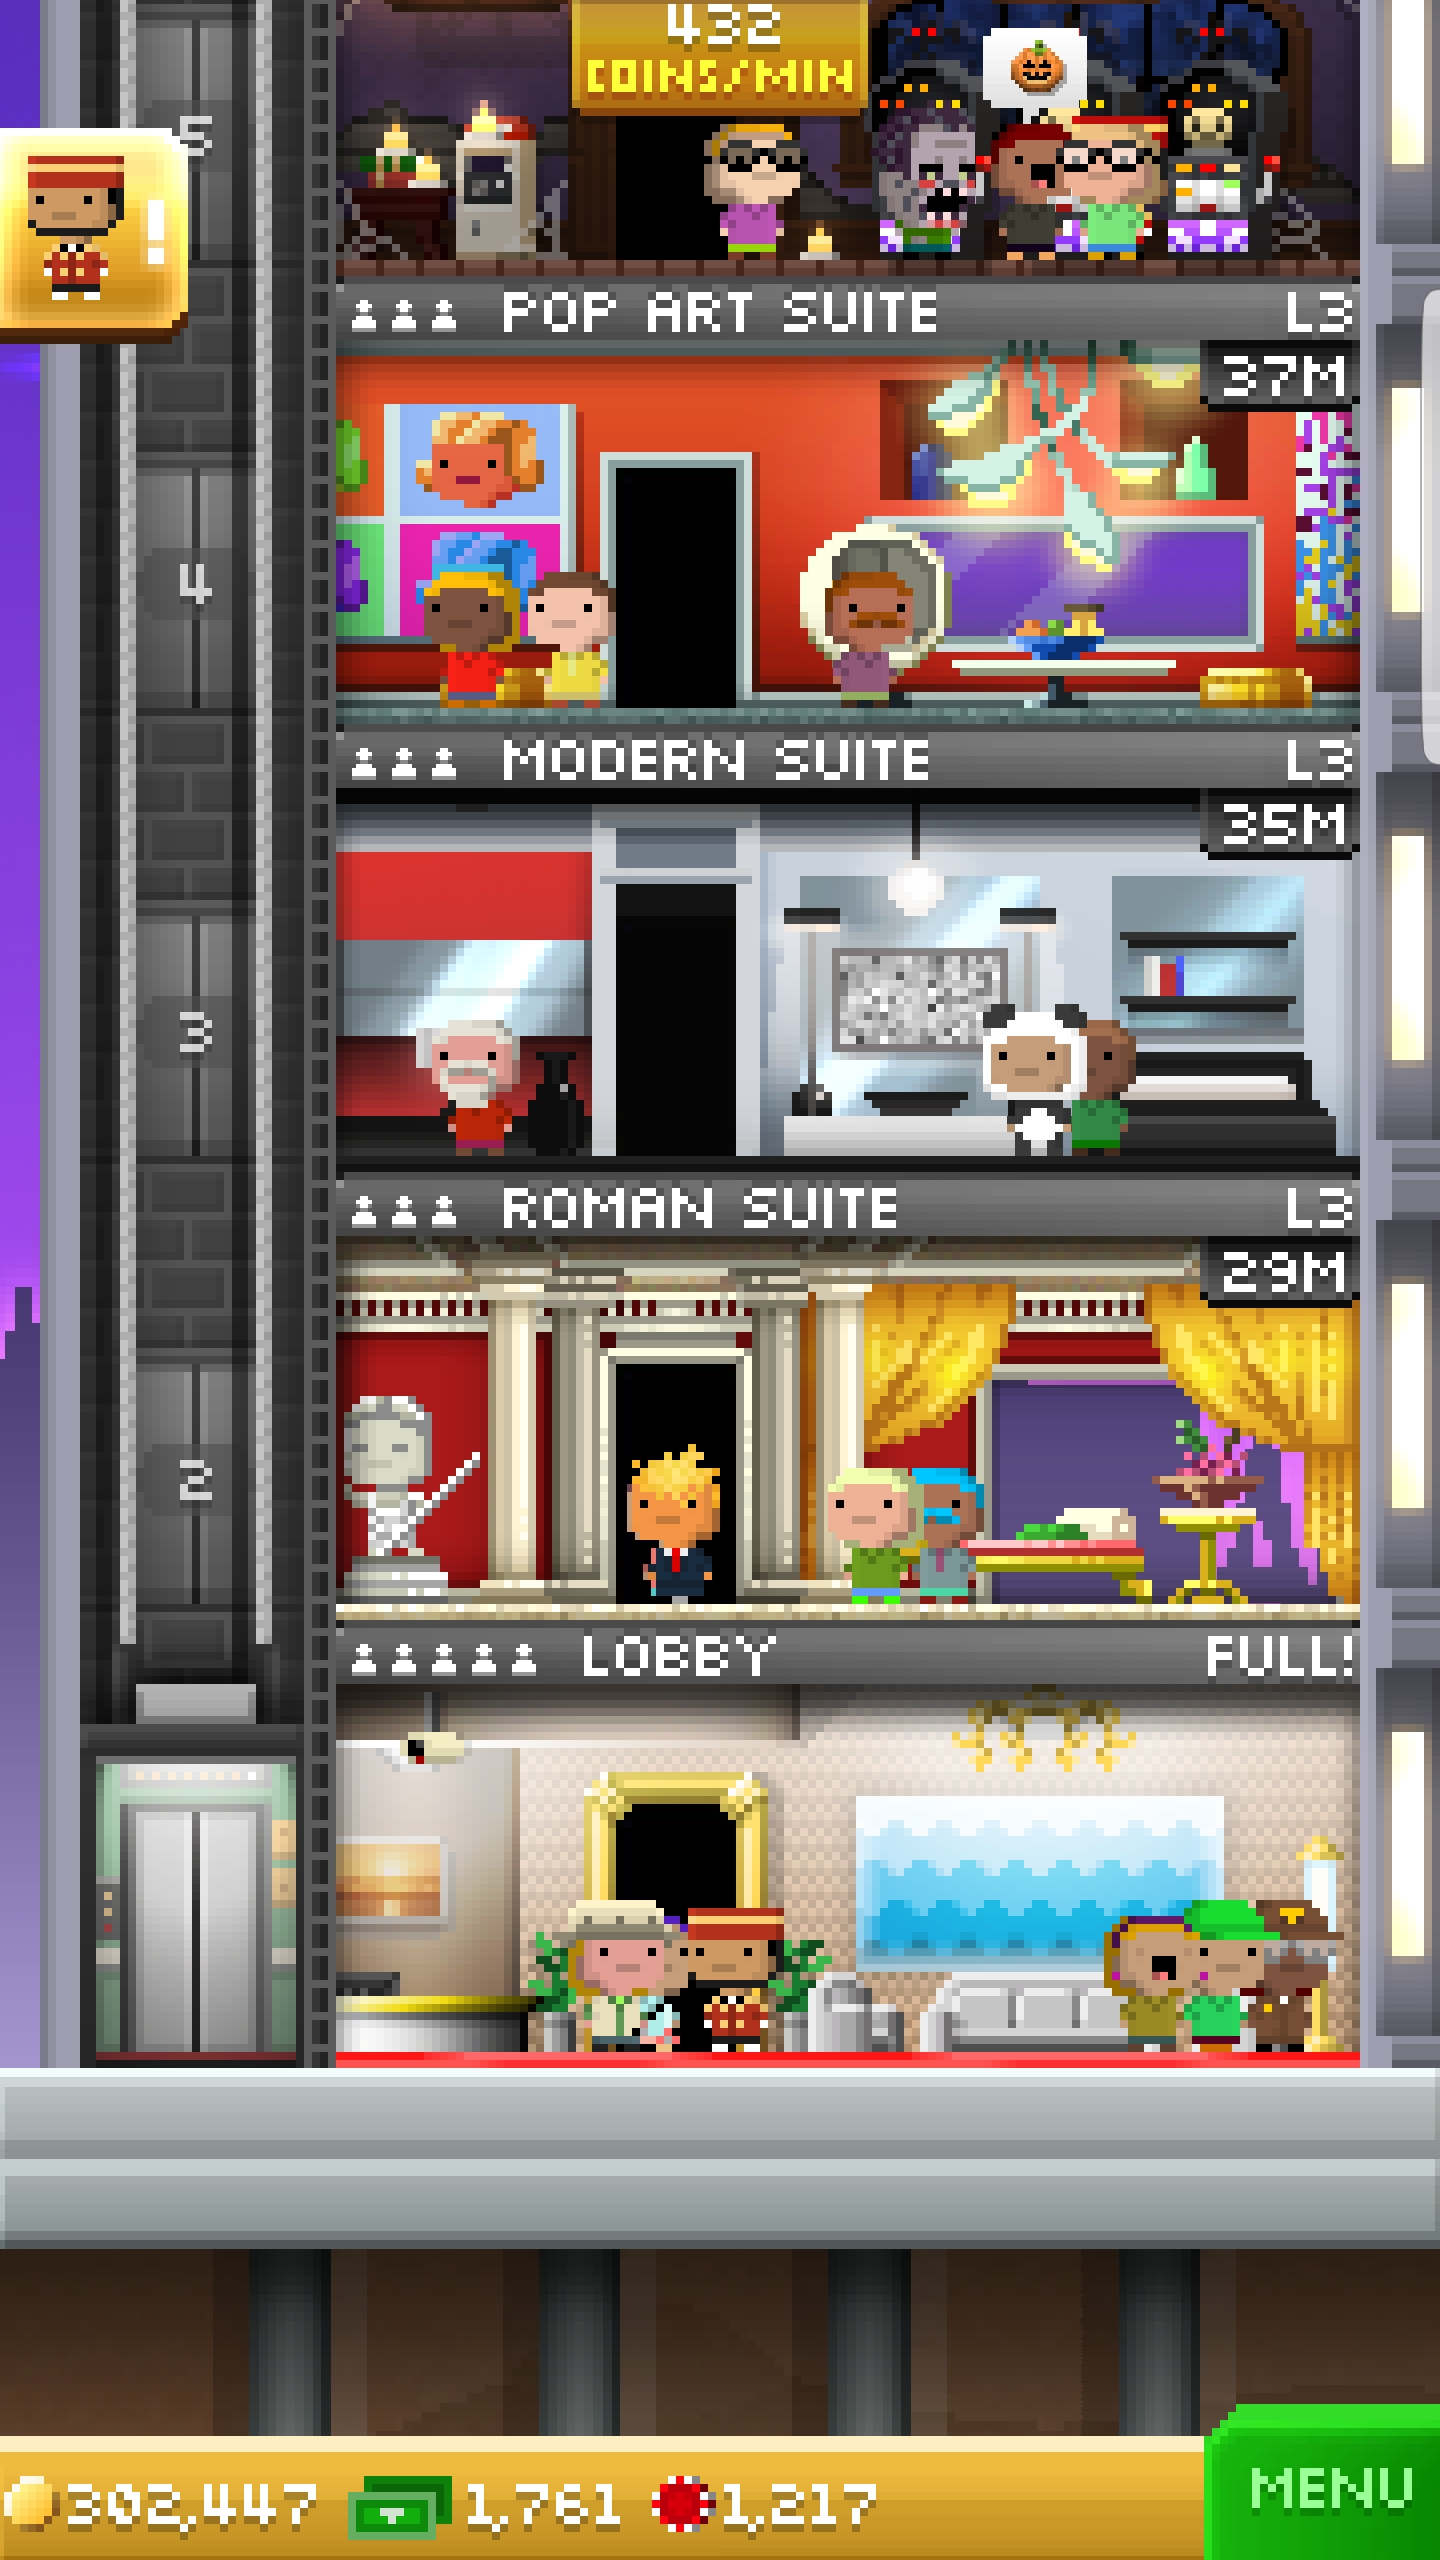 432
COINS/MIN
5
!
POP ART SUITE L3
37M
4
MODERN SUITE L3
35M
3
ROMAN SUITE L3
29M
2
LOBBY FULL!
302,447 1,761 1,217 MENU